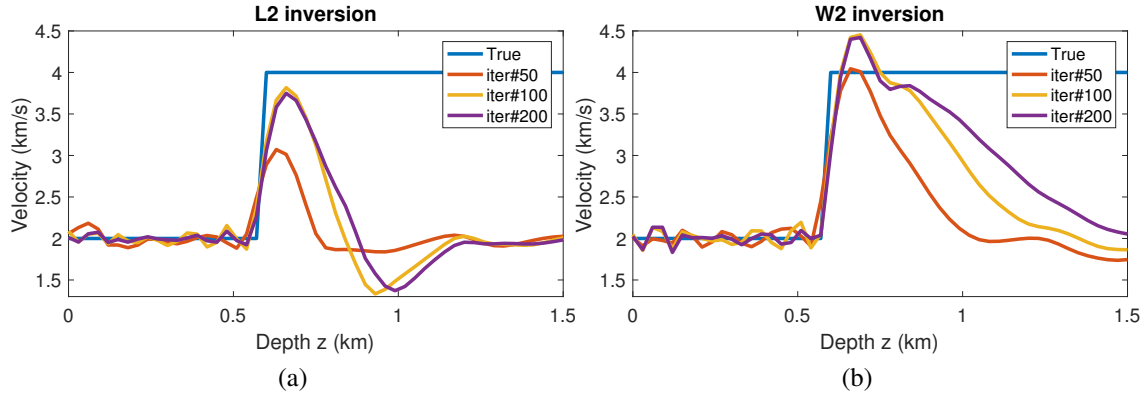 L2 inversion
4.5
4
3.5
3
2.5
2
1.5
Velocity (km/s)
True
iter#50
iter#100
iter#200
0
0.5
1
1.5
Depth z (km)
(a)
W2 inversion
4.5
4
3.5
3
2.5
2
1.5
Velocity (km/s)
True
iter#50
iter#100
iter#200
0
0.5
1
1.5
Depth z (km)
(b)